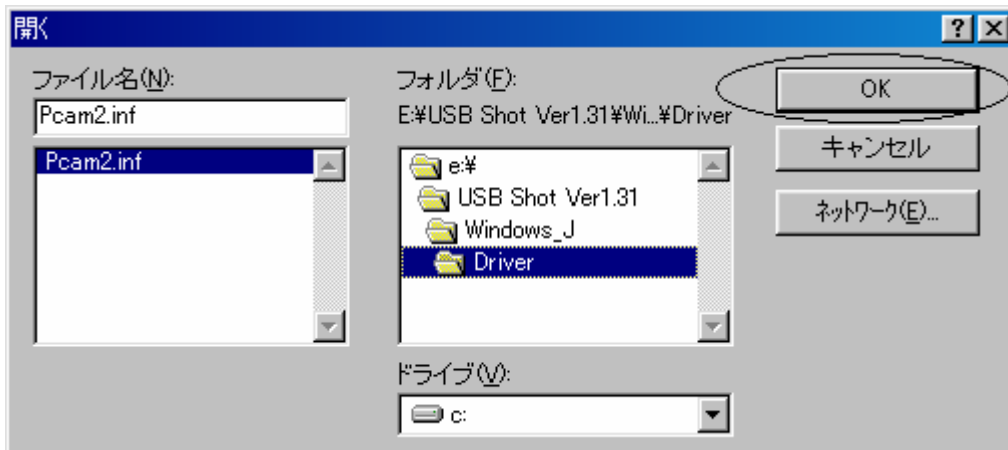 開く
ファイル名(N):
Pcam2.inf
Pcam2.inf
フォルダ(F):
E:¥USB Shot Ver1.31¥Wi...¥Driver
e:¥
USB Shot Ver1.31
Windows_J
Driver
ドライブ(V):
c:
OK
キャンセル
ネットワーク(E)...